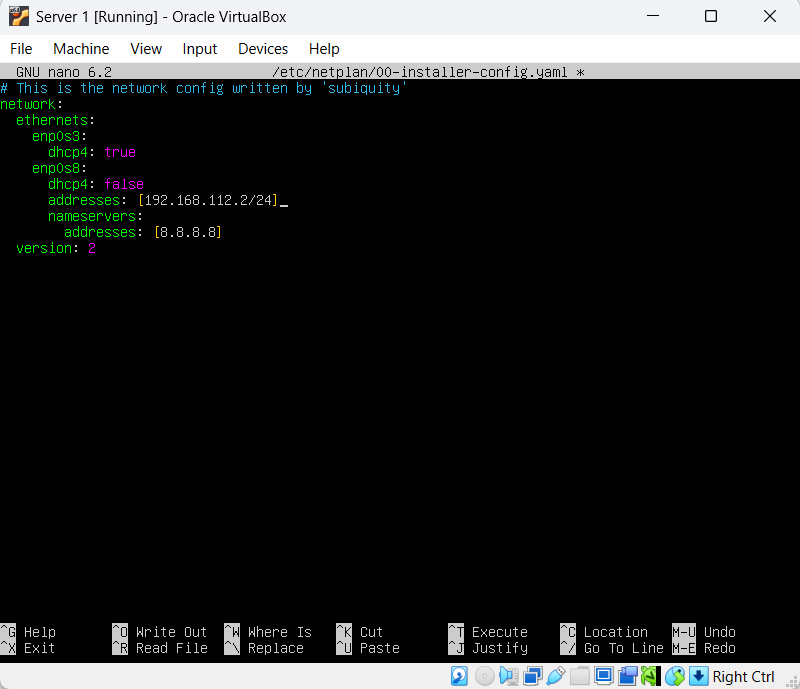 Server 1 [Running] - Oracle VirtualBox
File Machine View Input Devices Help
GNU nano 6.2 /etc/netplan/00-installer-config.yaml *
# This is the network config written by 'subiquity'
network:
  ethernets:
    enp0s3:
      dhcp4: true
    enp0s8:
      dhcp4: false
      addresses: [192.168.112.2/24]_
      nameservers:
        addresses: [8.8.8.8]
  version: 2
^G Help ^O Write Out ^W Where Is ^K Cut ^T Execute ^C Location M-U Undo
^X Exit ^R Read File ^\ Replace ^U Paste ^J Justify ^/ Go To Line M-E Redo
Right Ctrl